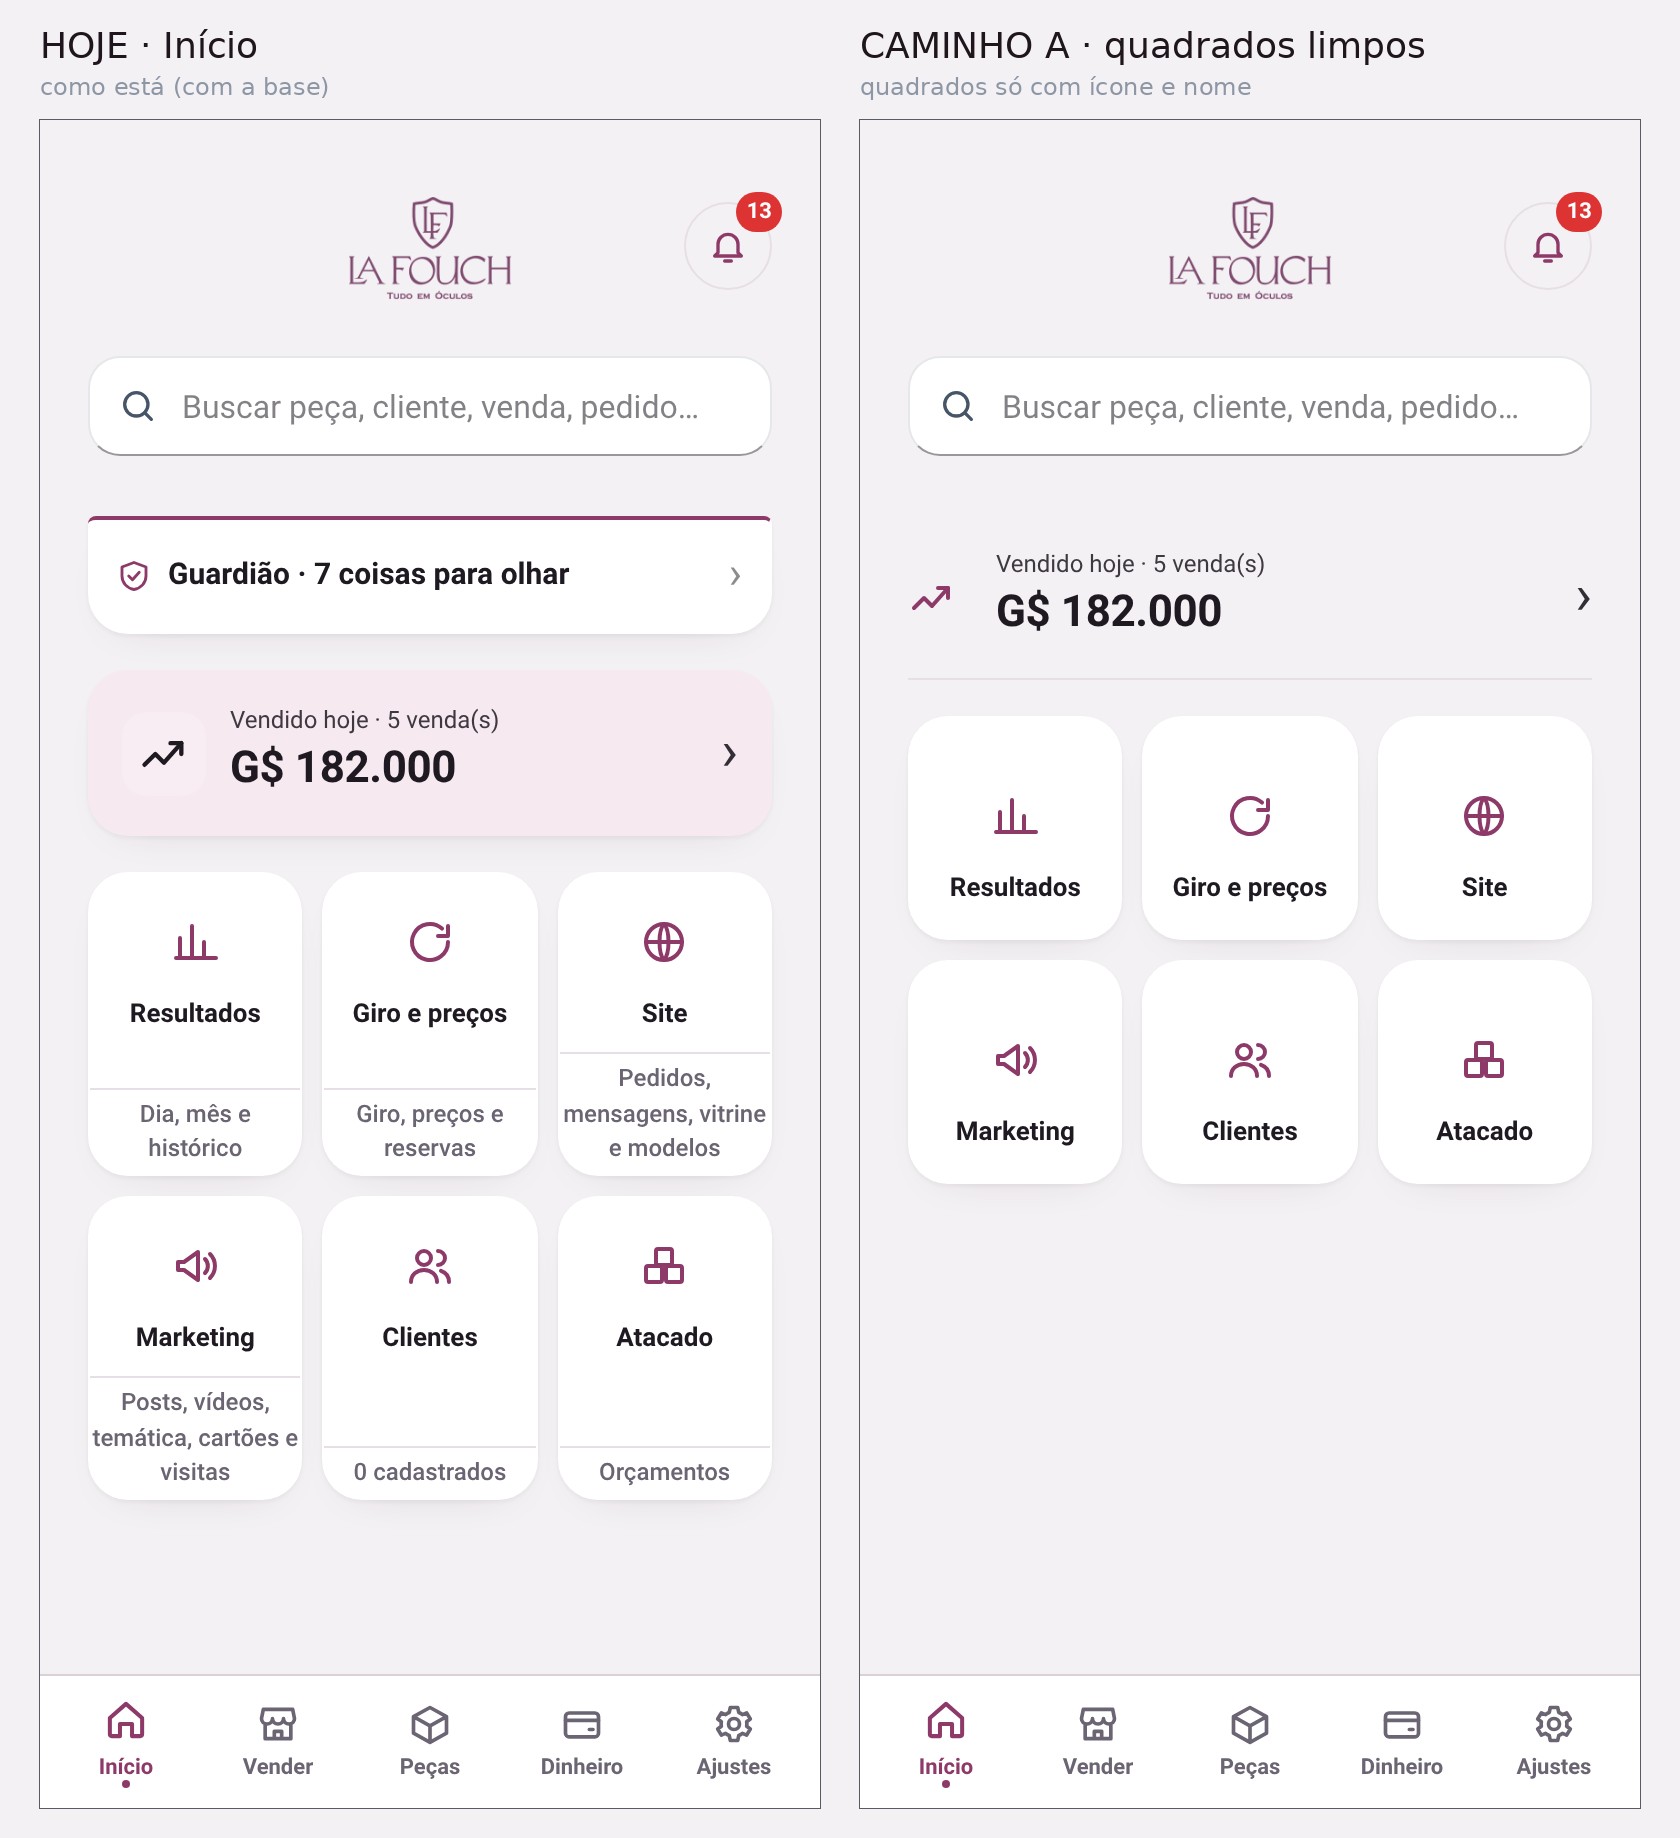 HOJE · Início
como está (com a base)
LF
LA FOUCH
TUDO EM ÓCULOS
13
Buscar peça, cliente, venda, pedido...
Guardião · 7 coisas para olhar
Vendido hoje · 5 venda(s)
G$ 182.000
Resultados
Giro e preços
Site
Dia, mês e
histórico
Giro, preços e
reservas
Pedidos,
mensagens, vitrine
e modelos
Marketing
Clientes
Atacado
Posts, vídeos,
temática, cartões e
visitas
0 cadastrados
Orçamentos
Início
Vender
Peças
Dinheiro
Ajustes
CAMINHO A · quadrados limpos
quadrados só com ícone e nome
LF
LA FOUCH
TUDO EM ÓCULOS
13
Buscar peça, cliente, venda, pedido...
Vendido hoje · 5 venda(s)
G$ 182.000
Resultados
Giro e preços
Site
Marketing
Clientes
Atacado
Início
Vender
Peças
Dinheiro
Ajustes